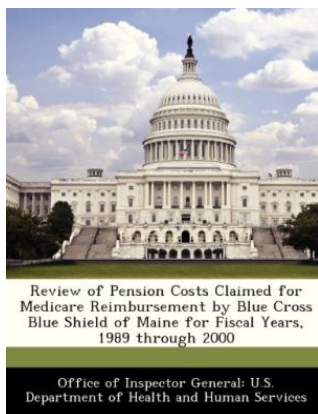 Review of Pension Costs Claimed for
Medicare Reimbursement by Blue Cross
Blue Shield of Maine for Fiscal Years,
1989 through 2000
Office of Inspector General: U.S.
Department of Health and Human Services